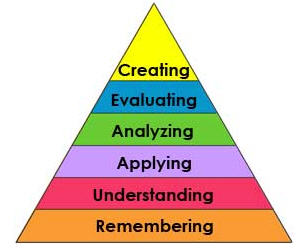 Creating
Evaluating
Analyzing
Applying
Understanding
Remembering